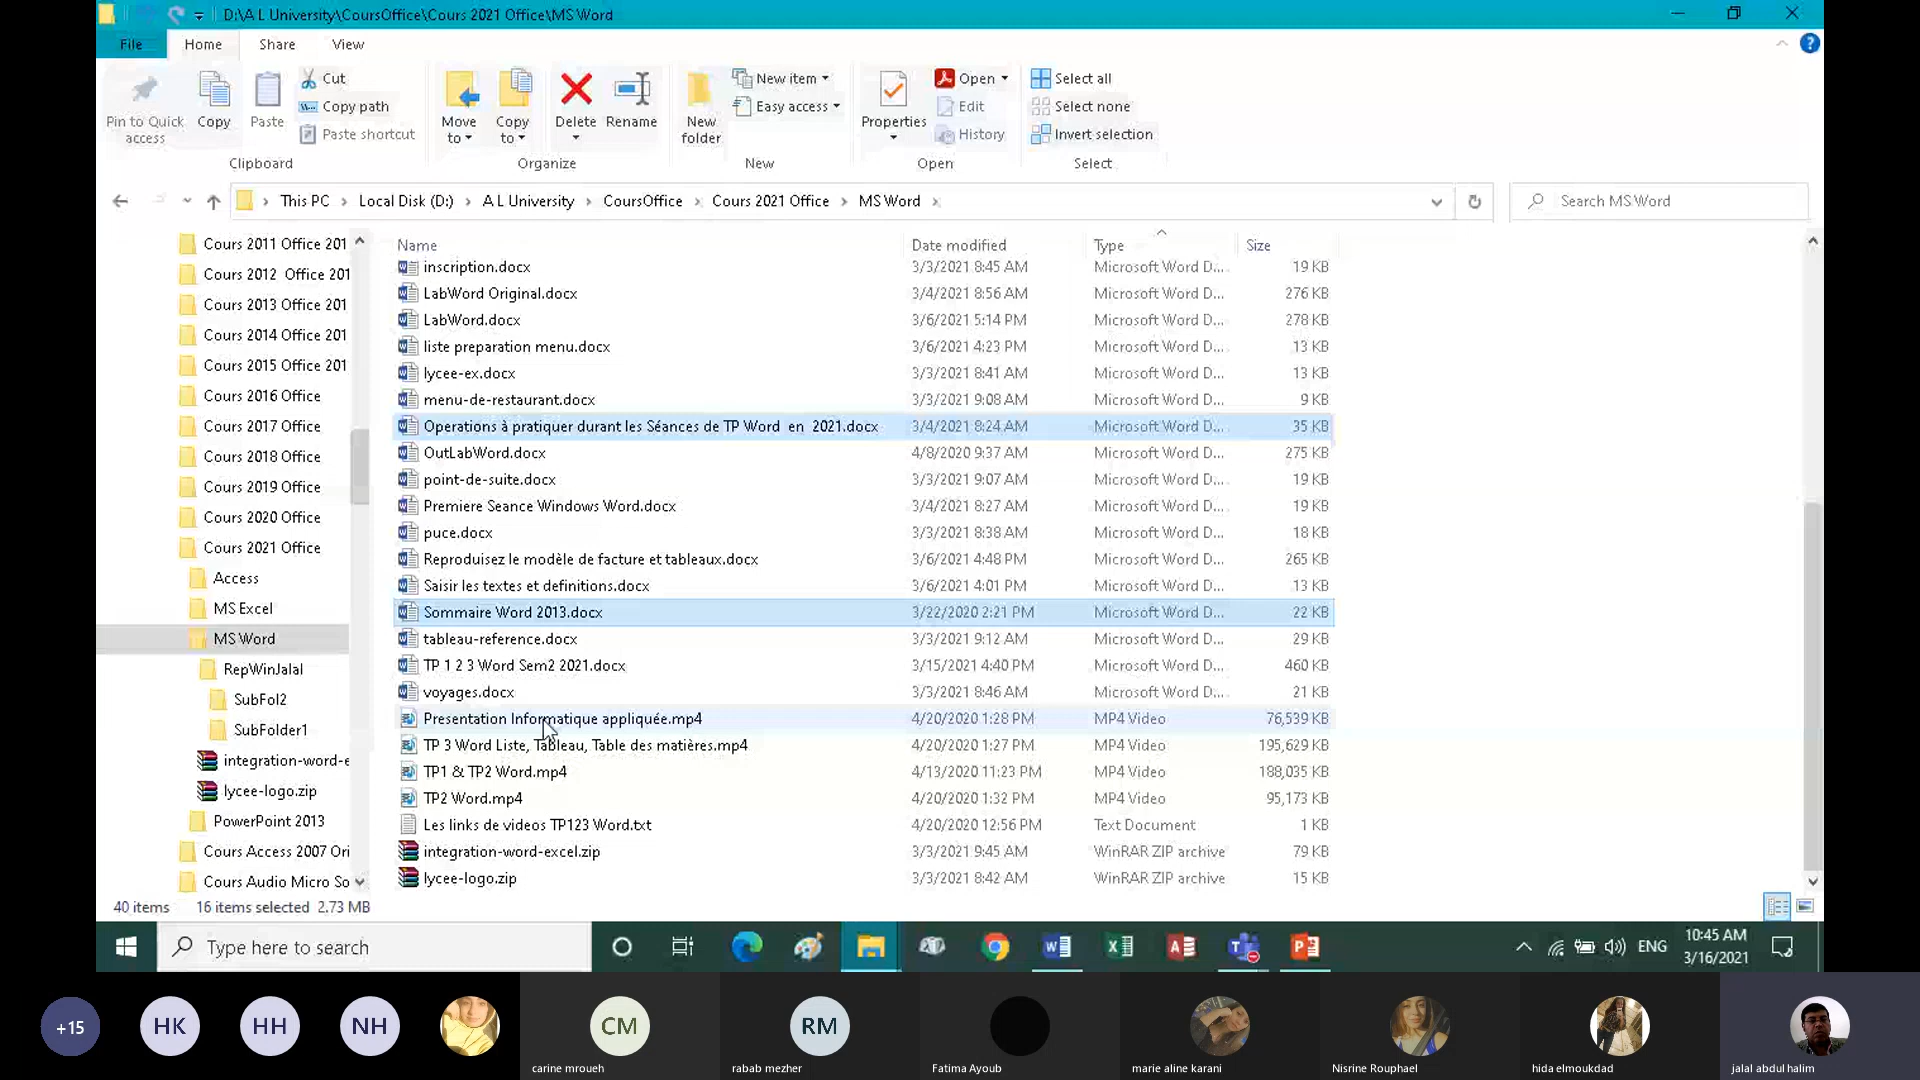 D:\A L University\CoursOffice\Cours 2021 Office\MS Word
File Home Share View
Pin to Quick access
Copy
Paste
Cut
Copy path
Paste shortcut
Clipboard
Move to
Copy to
Delete
Rename
Organize
New folder
New item
Easy access
New
Properties
Open
Edit
History
Open
Select all
Select none
Invert selection
Select
This PC > Local Disk (D:) > A L University > CoursOffice > Cours 2021 Office > MS Word >
Search MS Word
Cours 2011 Office 201
Cours 2012 Office 201
Cours 2013 Office 201
Cours 2014 Office 201
Cours 2015 Office 201
Cours 2016 Office
Cours 2017 Office
Cours 2018 Office
Cours 2019 Office
Cours 2020 Office
Cours 2021 Office
Access
MS Excel
MS Word
RepWinJalal
SubFol2
SubFolder1
integration-word-e
lycee-logo.zip
PowerPoint 2013
Cours Access 2007 Ori
Cours Audio Micro So
Name Date modified Type Size
inscription.docx 3/3/2021 8:45 AM Microsoft Word D... 19 KB
LabWord Original.docx 3/4/2021 8:56 AM Microsoft Word D... 276 KB
LabWord.docx 3/6/2021 5:14 PM Microsoft Word D... 278 KB
liste preparation menu.docx 3/6/2021 4:23 PM Microsoft Word D... 13 KB
lycee-ex.docx 3/3/2021 8:41 AM Microsoft Word D... 13 KB
menu-de-restaurant.docx 3/3/2021 9:08 AM Microsoft Word D... 9 KB
Operations à pratiquer durant les Séances de TP Word en 2021.docx 3/4/2021 8:24 AM Microsoft Word D... 35 KB
OutLabWord.docx 4/8/2020 9:37 AM Microsoft Word D... 275 KB
point-de-suite.docx 3/3/2021 9:07 AM Microsoft Word D... 19 KB
Premiere Seance Windows Word.docx 3/4/2021 8:27 AM Microsoft Word D... 19 KB
puce.docx 3/3/2021 8:38 AM Microsoft Word D... 18 KB
Reproduisez le modèle de facture et tableaux.docx 3/6/2021 4:48 PM Microsoft Word D... 265 KB
Saisir les textes et definitions.docx 3/6/2021 4:01 PM Microsoft Word D... 13 KB
Sommaire Word 2013.docx 3/22/2020 2:21 PM Microsoft Word D... 22 KB
tableau-reference.docx 3/3/2021 9:12 AM Microsoft Word D... 29 KB
TP 1 2 3 Word Sem2 2021.docx 3/15/2021 4:40 PM Microsoft Word D... 460 KB
voyages.docx 3/3/2021 8:46 AM Microsoft Word D... 21 KB
Presentation Informatique appliquée.mp4 4/20/2020 1:28 PM MP4 Video 76,539 KB
TP 3 Word Liste, Tableau, Table des matières.mp4 4/20/2020 1:27 PM MP4 Video 195,629 KB
TP1 & TP2 Word.mp4 4/13/2020 11:23 PM MP4 Video 188,035 KB
TP2 Word.mp4 4/20/2020 1:32 PM MP4 Video 95,173 KB
Les links de videos TP123 Word.txt 4/20/2020 12:56 PM Text Document 1 KB
integration-word-excel.zip 3/3/2021 9:45 AM WinRAR ZIP archive 79 KB
lycee-logo.zip 3/3/2021 8:42 AM WinRAR ZIP archive 15 KB
40 items 16 items selected 2.73 MB
Type here to search
ENG
10:45 AM
3/16/2021
+15 HK HH NH CM RM
carine mroueh rabab mezher Fatima Ayoub marie aline karani Nisrine Rouphael hida elmoukdad jalal abdul halim